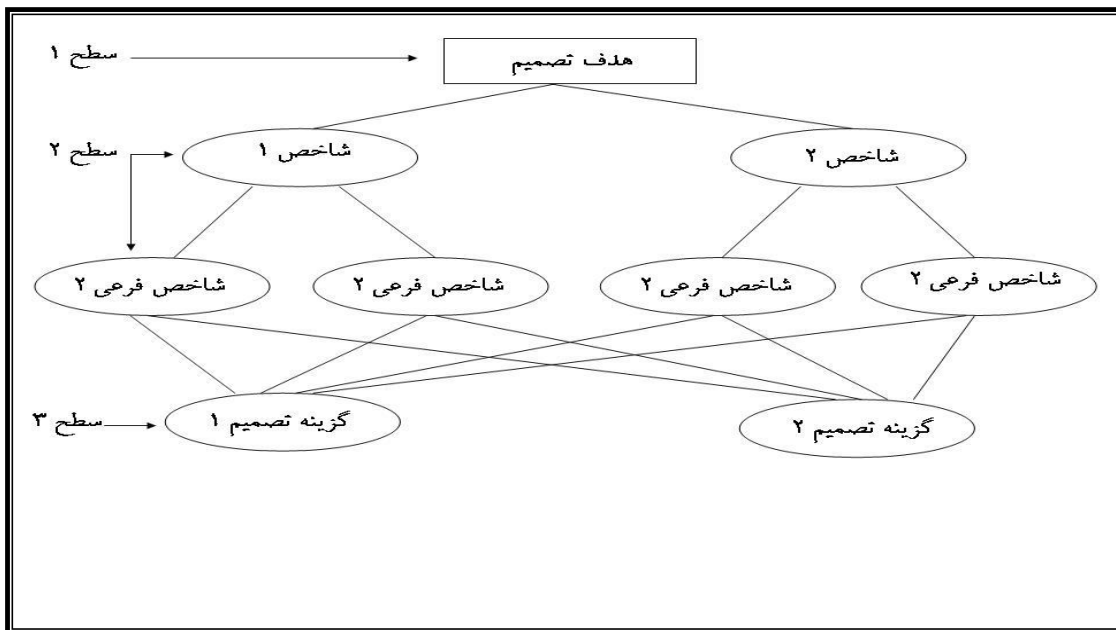 سطح ۱
هدف تصمیم
سطح ۲
شاخص ۱
شاخص ۲
شاخص فرعی ۲
شاخص فرعی ۲
شاخص فرعی ۲
شاخص فرعی ۲
سطح ۳
گزینه تصمیم ۱
گزینه تصمیم ۲